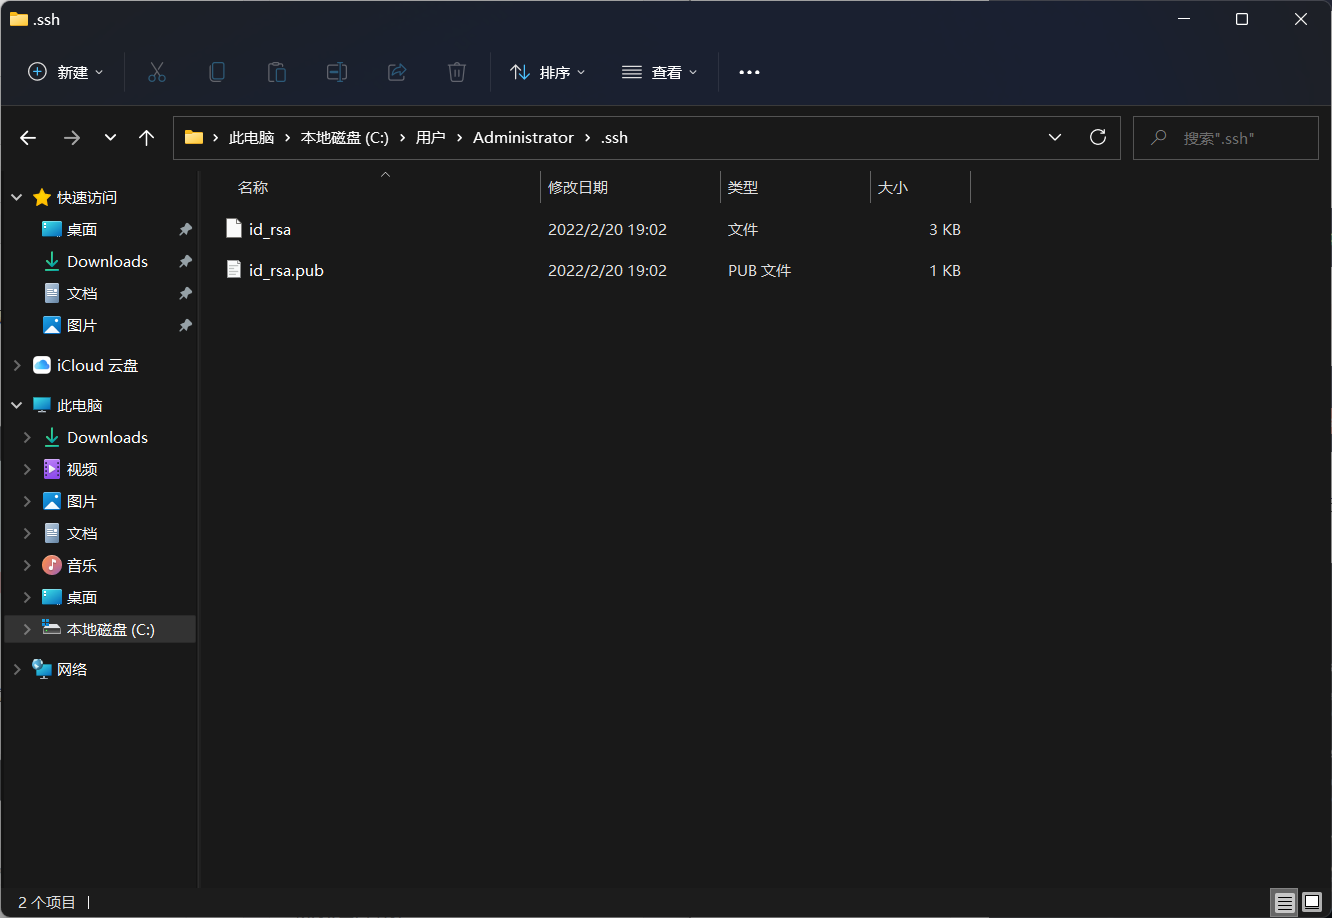 .ssh
新建
排序
查看
此电脑 本地磁盘 (C:) 用户 Administrator .ssh
搜索".ssh"
名称 修改日期 类型 大小
id_rsa 2022/2/20 19:02 文件 3 KB
id_rsa.pub 2022/2/20 19:02 PUB 文件 1 KB
快速访问
桌面
Downloads
文档
图片
iCloud 云盘
此电脑
Downloads
视频
图片
文档
音乐
桌面
本地磁盘 (C:)
网络
2 个项目